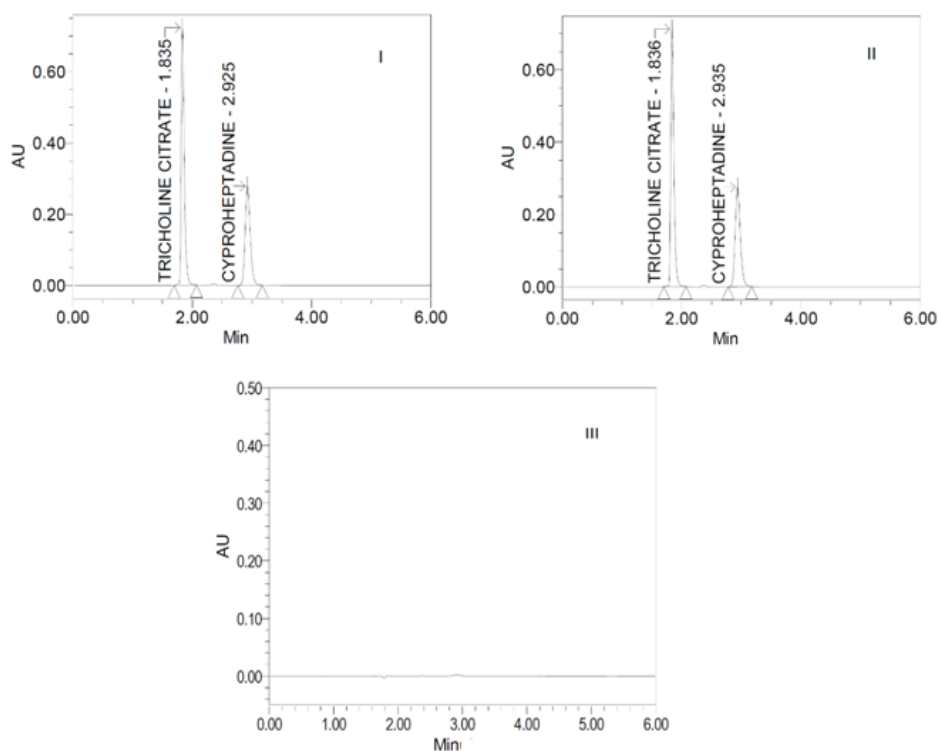 I
AU
0.60
0.40
0.20
0.00
TRICHOLINE CITRATE - 1.835
CYPROHEPTADINE - 2.925
0.00 2.00 4.00 6.00
Min
II
AU
0.60
0.40
0.20
0.00
TRICHOLINE CITRATE - 1.836
CYPROHEPTADINE - 2.935
0.00 2.00 4.00 6.00
Min
III
AU
0.50
0.40
0.30
0.20
0.10
0.00
0.00 1.00 2.00 3.00 4.00 5.00 6.00
Min